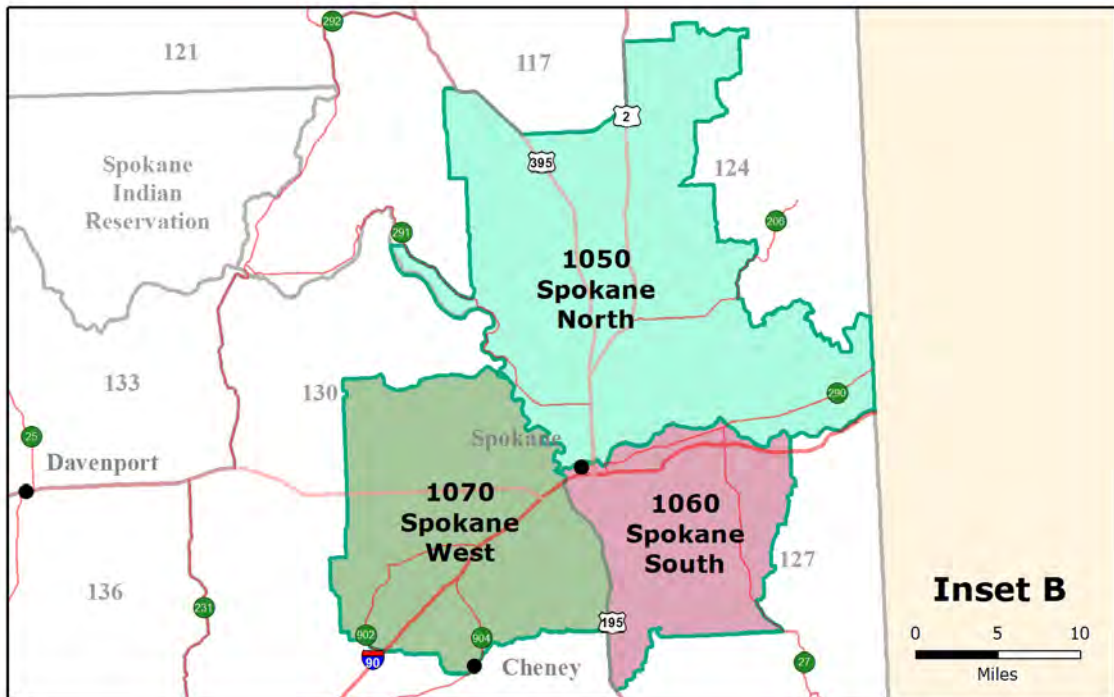 292
121
117
2
395
Spokane
Indian
Reservation
124
206
291
1050
Spokane
North
133
130
290
25
Spokane
Davenport
1070
Spokane
West
1060
Spokane
South
127
136
231
902
904
195
90
Cheney
27
Inset B
0 5 10
Miles